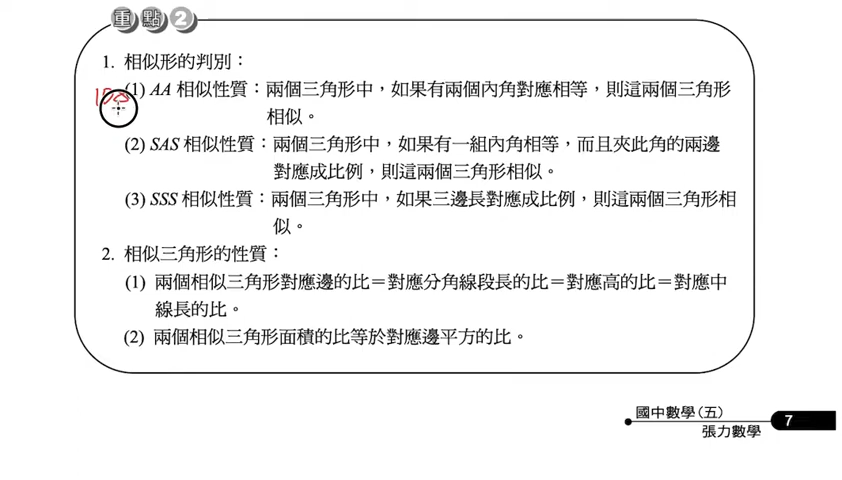 重點2
1. 相似形的判別：
(1) AA 相似性質：兩個三角形中，如果有兩個內角對應相等，則這兩個三角形
相似。
(2) SAS 相似性質：兩個三角形中，如果有一組內角相等，而且夾此角的兩邊
對應成比例，則這兩個三角形相似。
(3) SSS 相似性質：兩個三角形中，如果三邊長對應成比例，則這兩個三角形相
似。
2. 相似三角形的性質：
(1) 兩個相似三角形對應邊的比＝對應分角線段長的比＝對應高的比＝對應中
線長的比。
(2) 兩個相似三角形面積的比等於對應邊平方的比。
國中數學(五)
張力數學
7